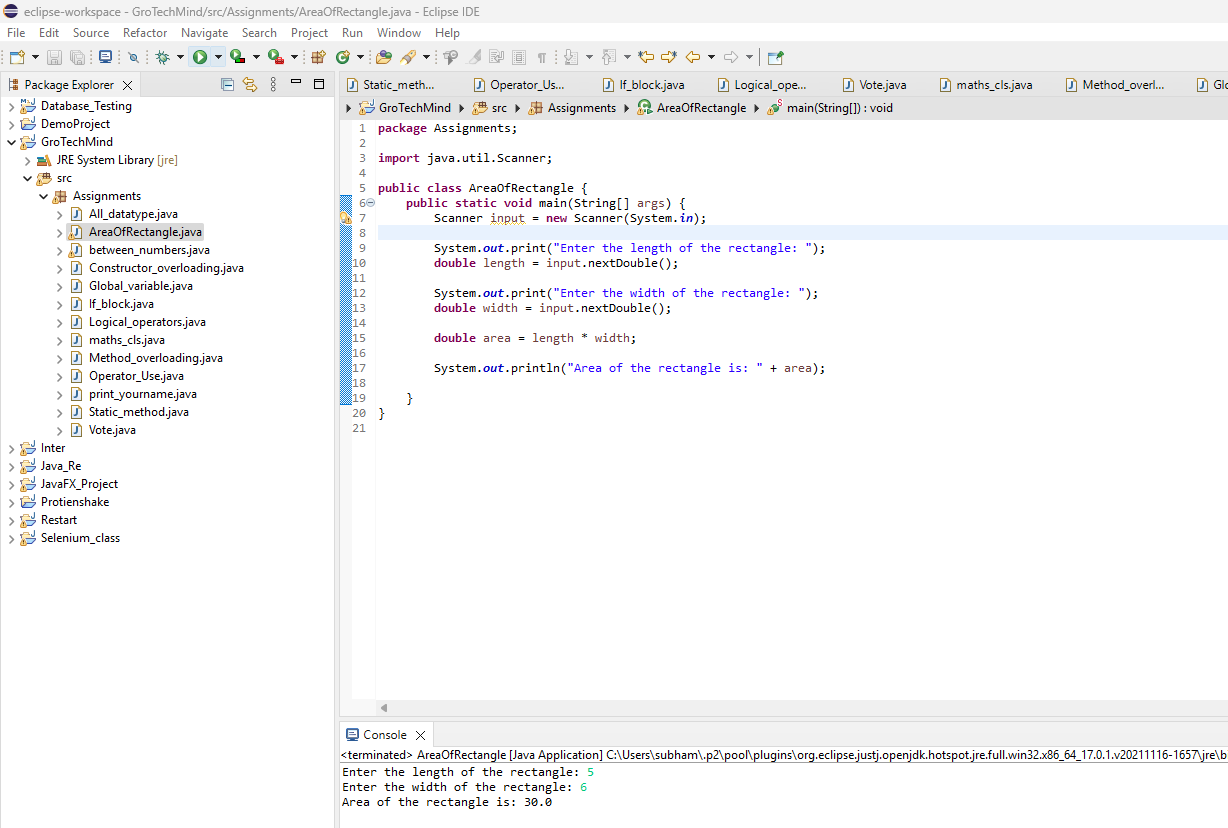 eclipse-workspace - GroTechMind/src/Assignments/AreaOfRectangle.java - Eclipse IDE
File Edit Source Refactor Navigate Search Project Run Window Help
Package Explorer
Database_Testing
DemoProject
GroTechMind
JRE System Library [jre]
src
Assignments
All_datatype.java
AreaOfRectangle.java
between_numbers.java
Constructor_overloading.java
Global_variable.java
If_block.java
Logical_operators.java
maths_cls.java
Method_overloading.java
Operator_Use.java
print_yourname.java
Static_method.java
Vote.java
Inter
Java_Re
JavaFX_Project
Protienshake
Restart
Selenium_class
Static_meth... Operator_Us... If_block.java Logical_ope... Vote.java maths_cls.java Method_overl... Glo
GroTechMind src Assignments AreaOfRectangle main(String[]) : void
1 package Assignments;
2
3 import java.util.Scanner;
4
5 public class AreaOfRectangle {
6 public static void main(String[] args) {
7 Scanner input = new Scanner(System.in);
8
9 System.out.print("Enter the length of the rectangle: ");
10 double length = input.nextDouble();
11
12 System.out.print("Enter the width of the rectangle: ");
13 double width = input.nextDouble();
14
15 double area = length * width;
16
17 System.out.println("Area of the rectangle is: " + area);
18
19 }
20 }
21
Console
<terminated> AreaOfRectangle [Java Application] C:\Users\subham\.p2\pool\plugins\org.eclipse.justj.openjdk.hotspot.jre.full.win32.x86_64_17.0.1.v20211116-1657\jre\b
Enter the length of the rectangle: 5
Enter the width of the rectangle: 6
Area of the rectangle is: 30.0